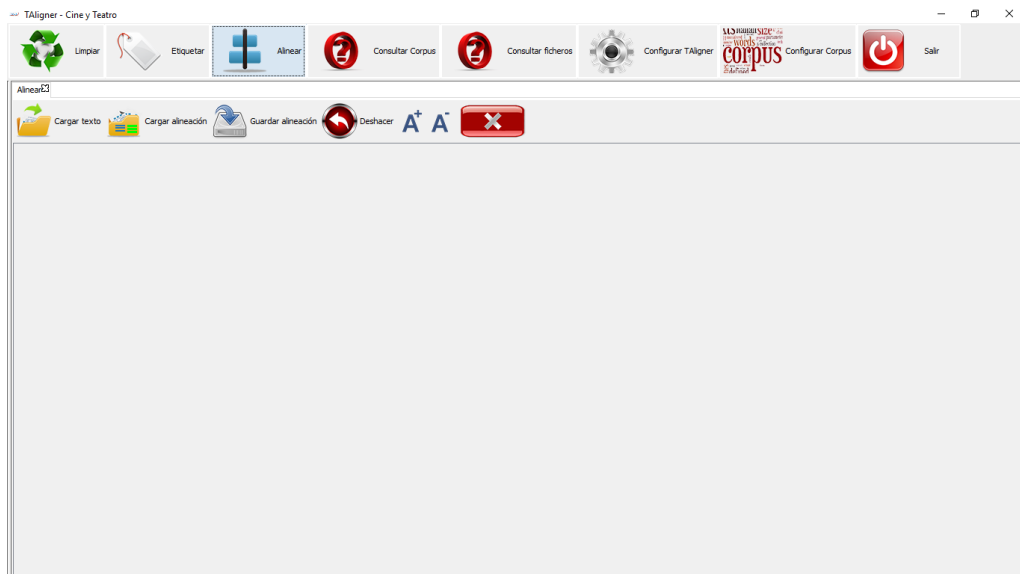 TAligner - Cine y Teatro
Limpiar Etiquetar Alinear Consultar Corpus Consultar ficheros Configurar TAligner words corpus Configurar Corpus Salir
Alinear
Cargar texto Cargar alineación Guardar alineación Deshacer A+ A-